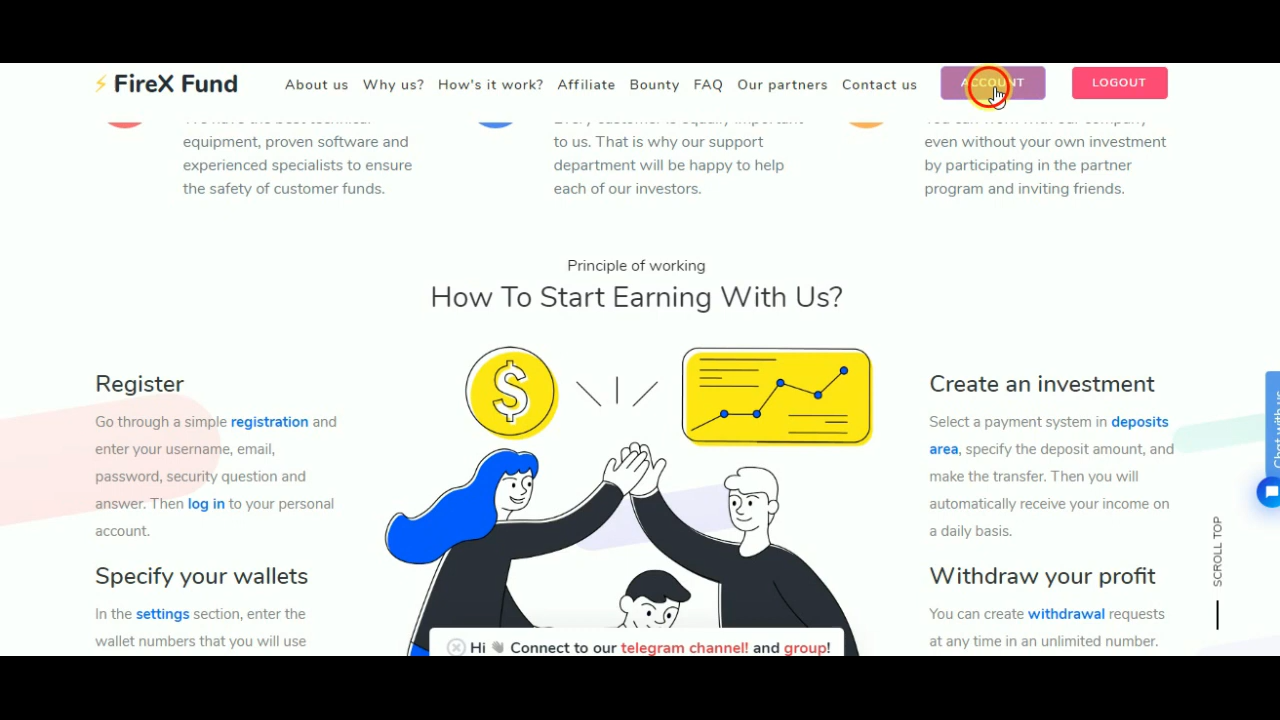 ⚡ FireX Fund
About us Why us? How's it work? Affiliate Bounty FAQ Our partners Contact us
ACCOUNT
LOGOUT
equipment, proven software and
experienced specialists to ensure
the safety of customer funds.
to us. That is why our support
department will be happy to help
each of our investors.
even without your own investment
by participating in the partner
program and inviting friends.
Principle of working
How To Start Earning With Us?
Register
Go through a simple registration and
enter your username, email,
password, security question and
answer. Then log in to your personal
account.
Specify your wallets
In the settings section, enter the
wallet numbers that you will use
$
Create an investment
Select a payment system in deposits
area, specify the deposit amount, and
make the transfer. Then you will
automatically receive your income on
a daily basis.
Withdraw your profit
You can create withdrawal requests
at any time in an unlimited number.
Chat with us
SCROLL TOP
Hi 👋 Connect to our telegram channel! and group!